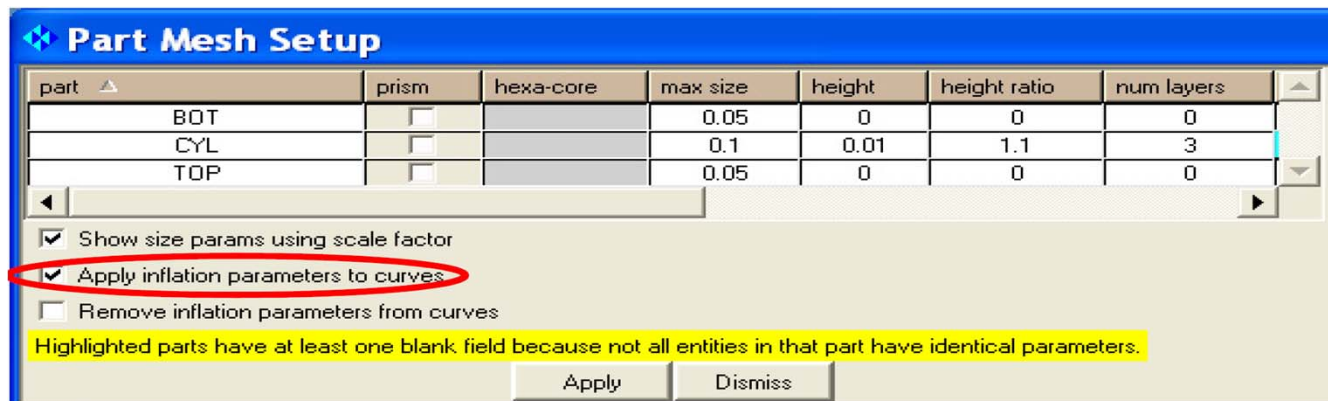 Part Mesh Setup
part prism hexa-core max size height height ratio num layers
BOT 0.05 0 0 0
CYL 0.1 0.01 1.1 3
TOP 0.05 0 0 0
Show size params using scale factor
Apply inflation parameters to curves
Remove inflation parameters from curves
Highlighted parts have at least one blank field because not all entities in that part have identical parameters.
Apply Dismiss